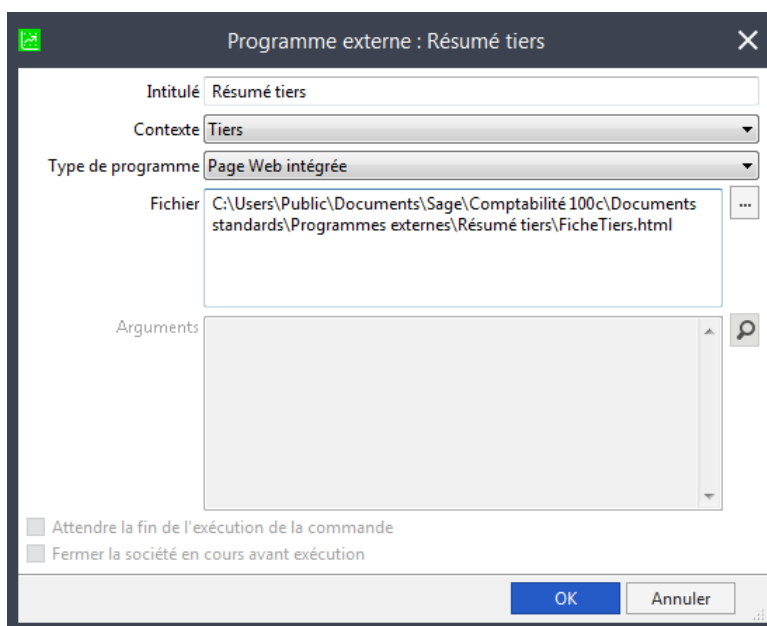 Programme externe : Résumé tiers
Intitulé Résumé tiers
Contexte Tiers
Type de programme Page Web intégrée
Fichier C:\Users\Public\Documents\Sage\Comptabilité 100c\Documents
standards\Programmes externes\Résumé tiers\FicheTiers.html
...
Arguments
Attendre la fin de l'exécution de la commande
Fermer la société en cours avant exécution
OK Annuler